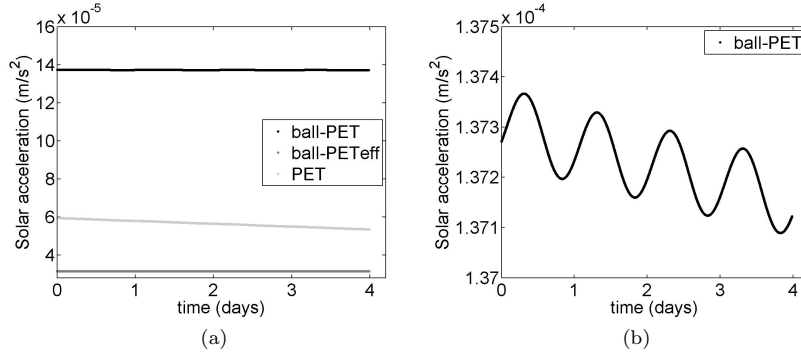 16 x 10⁻⁵
14
12
10
8
6
4
Solar acceleration (m/s²)
0
1
2
3
4
time (days)
ball-PET
ball-PETeff
PET
(a)
1.375 x 10⁻⁴
1.374
1.373
1.372
1.371
1.37
Solar acceleration (m/s²)
0
1
2
3
4
time (days)
ball-PET
(b)